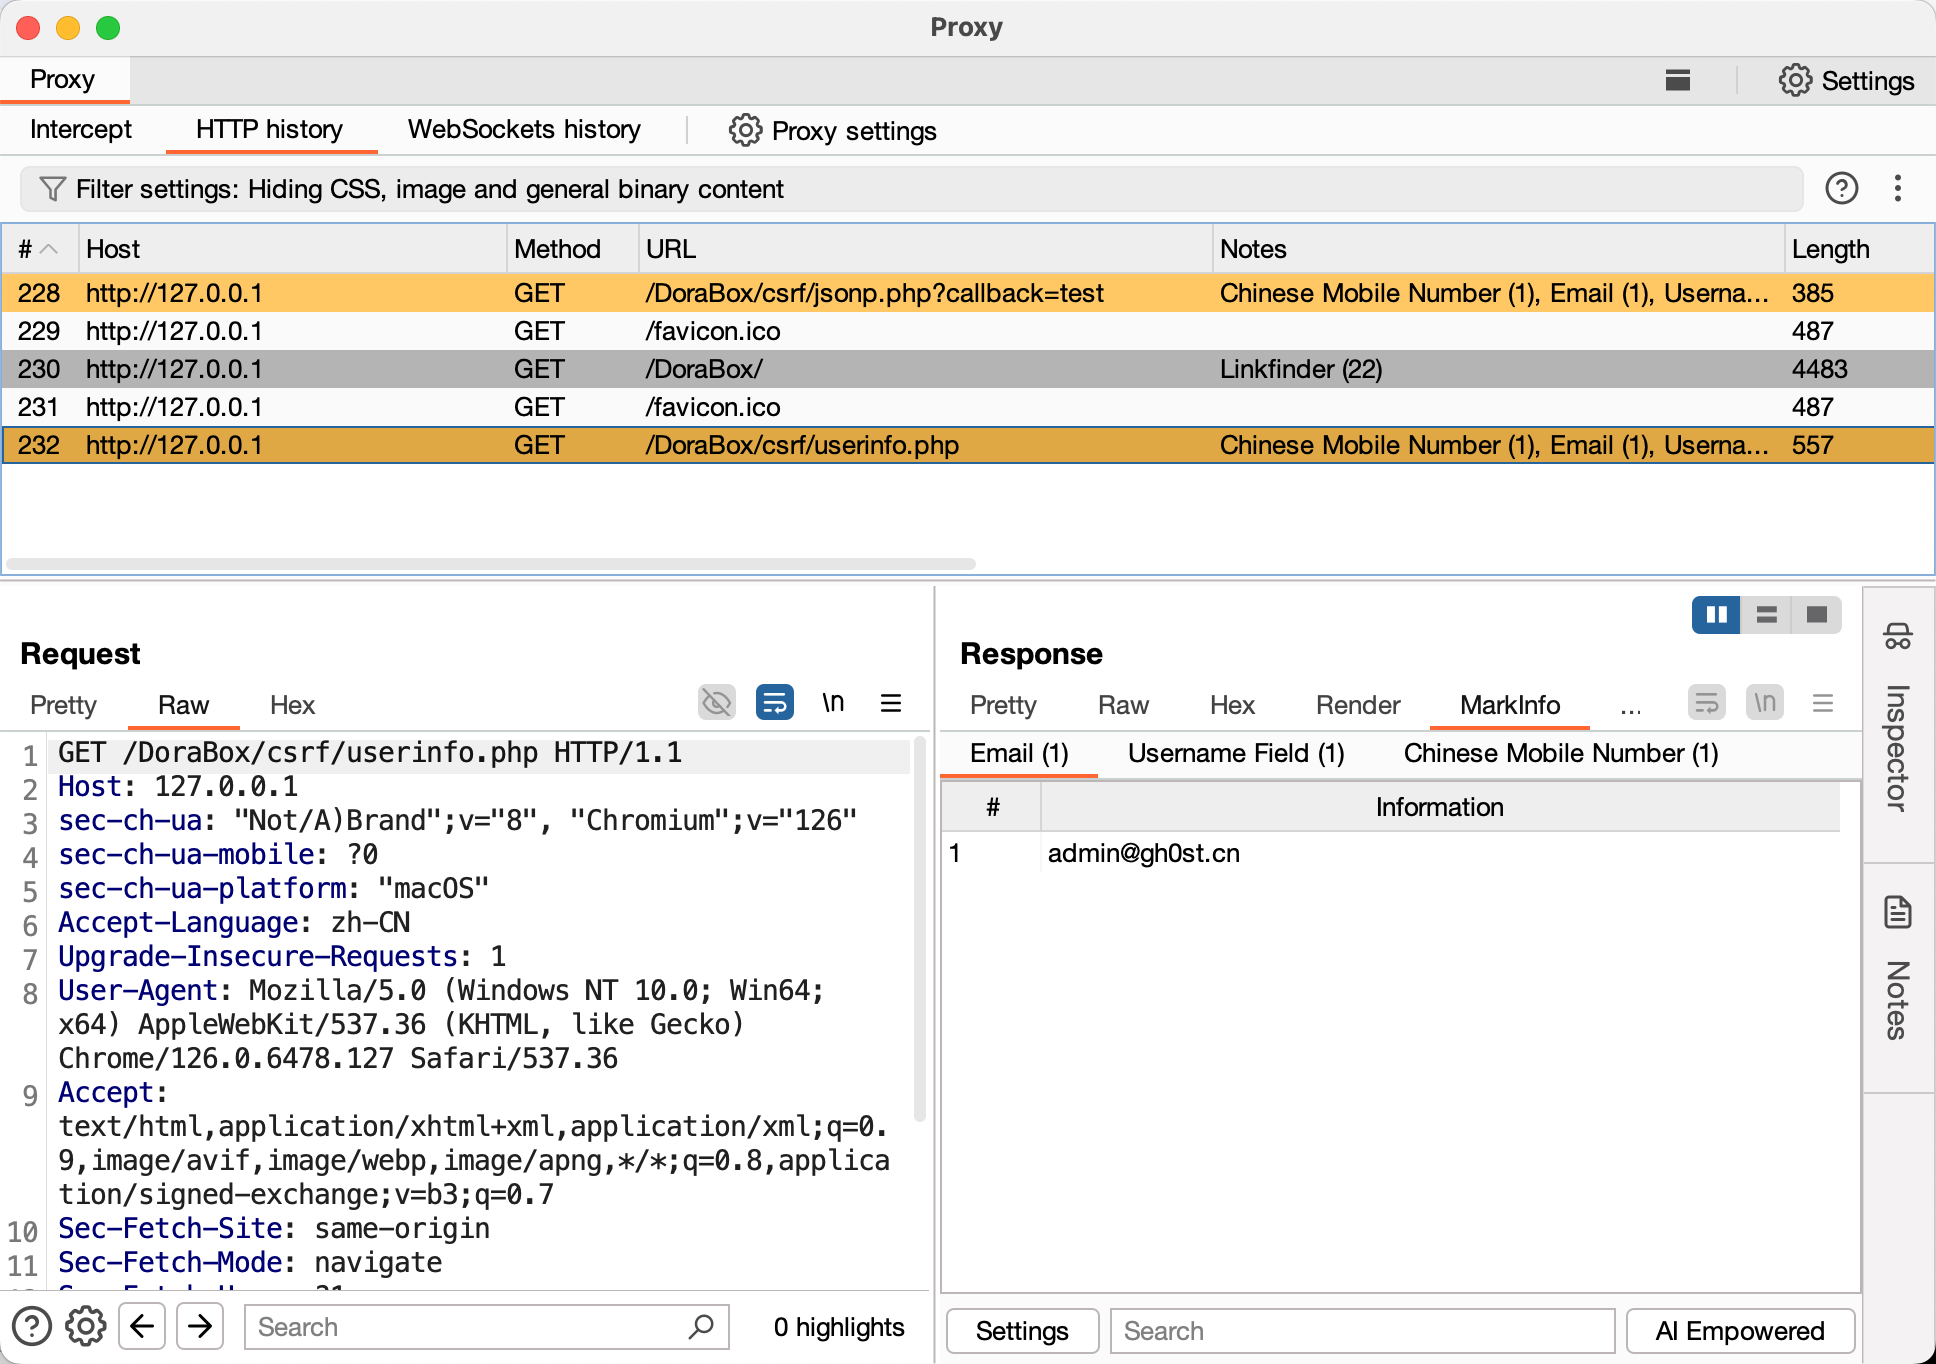 Proxy
Proxy
Settings
Intercept HTTP history WebSockets history Proxy settings
Filter settings: Hiding CSS, image and general binary content
# Host Method URL Notes Length
228 http://127.0.0.1 GET /DoraBox/csrf/jsonp.php?callback=test Chinese Mobile Number (1), Email (1), Userna... 385
229 http://127.0.0.1 GET /favicon.ico 487
230 http://127.0.0.1 GET /DoraBox/ Linkfinder (22) 4483
231 http://127.0.0.1 GET /favicon.ico 487
232 http://127.0.0.1 GET /DoraBox/csrf/userinfo.php Chinese Mobile Number (1), Email (1), Userna... 557
Request
Pretty Raw Hex \n
1 GET /DoraBox/csrf/userinfo.php HTTP/1.1
2 Host: 127.0.0.1
3 sec-ch-ua: "Not/A)Brand";v="8", "Chromium";v="126"
4 sec-ch-ua-mobile: ?0
5 sec-ch-ua-platform: "macOS"
6 Accept-Language: zh-CN
7 Upgrade-Insecure-Requests: 1
8 User-Agent: Mozilla/5.0 (Windows NT 10.0; Win64;
x64) AppleWebKit/537.36 (KHTML, like Gecko)
Chrome/126.0.6478.127 Safari/537.36
9 Accept:
text/html,application/xhtml+xml,application/xml;q=0.
9,image/avif,image/webp,image/apng,*/*;q=0.8,applica
tion/signed-exchange;v=b3;q=0.7
10 Sec-Fetch-Site: same-origin
11 Sec-Fetch-Mode: navigate
Search
0 highlights
Response
Pretty Raw Hex Render MarkInfo ... \n
Email (1) Username Field (1) Chinese Mobile Number (1)
# Information
1 admin@gh0st.cn
Settings Search AI Empowered
Inspector
Notes